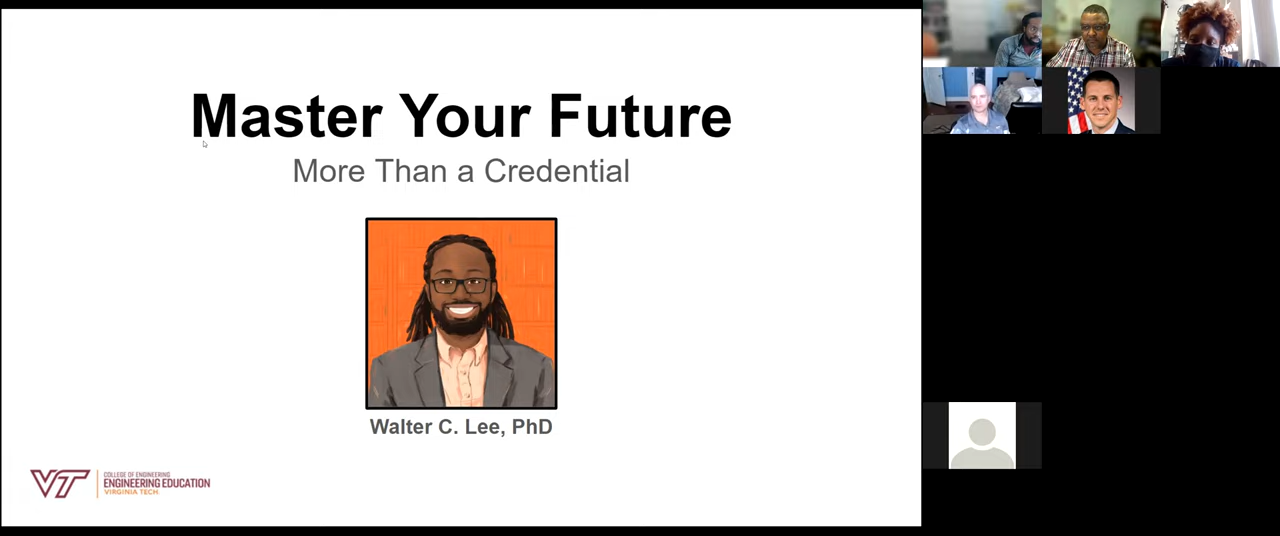 Master Your Future
More Than a Credential
Walter C. Lee, PhD
VT
COLLEGE OF ENGINEERING
ENGINEERING EDUCATION
VIRGINIA TECH.